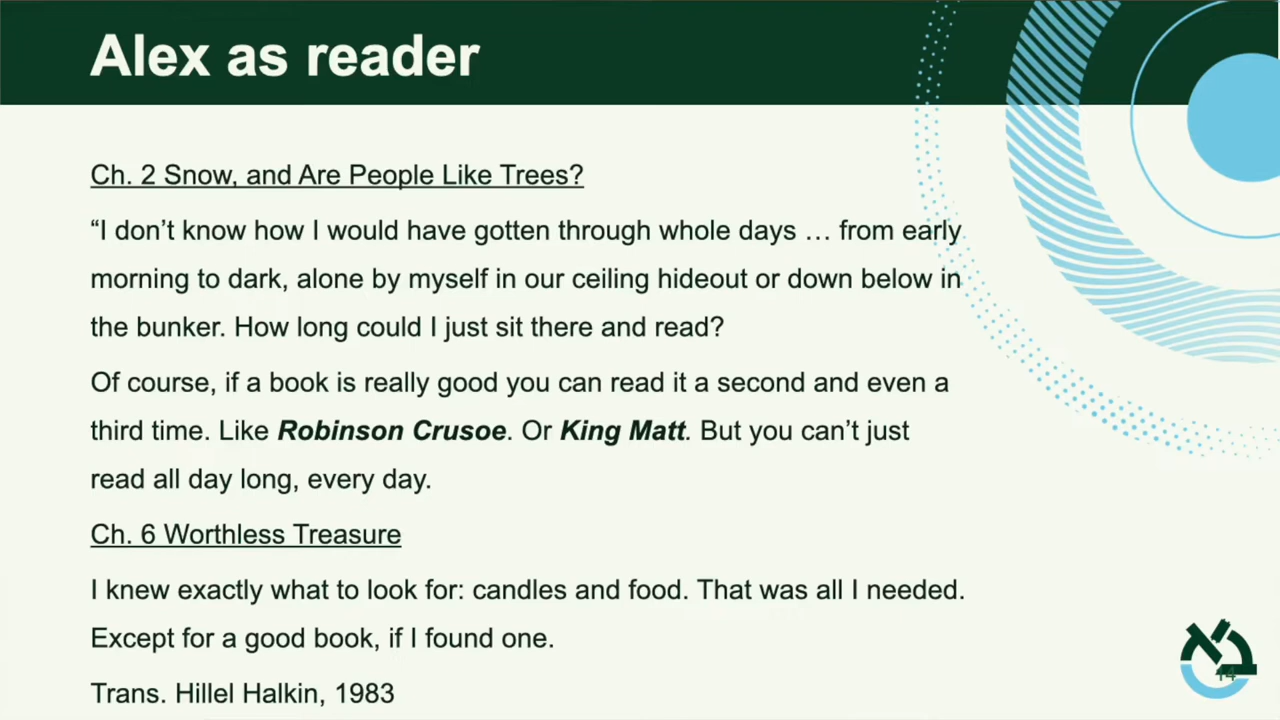 Alex as reader
Ch. 2 Snow, and Are People Like Trees?
“I don’t know how I would have gotten through whole days … from early
morning to dark, alone by myself in our ceiling hideout or down below in
the bunker. How long could I just sit there and read?
Of course, if a book is really good you can read it a second and even a
third time. Like Robinson Crusoe. Or King Matt. But you can’t just
read all day long, every day.
Ch. 6 Worthless Treasure
I knew exactly what to look for: candles and food. That was all I needed.
Except for a good book, if I found one.
Trans. Hillel Halkin, 1983
14